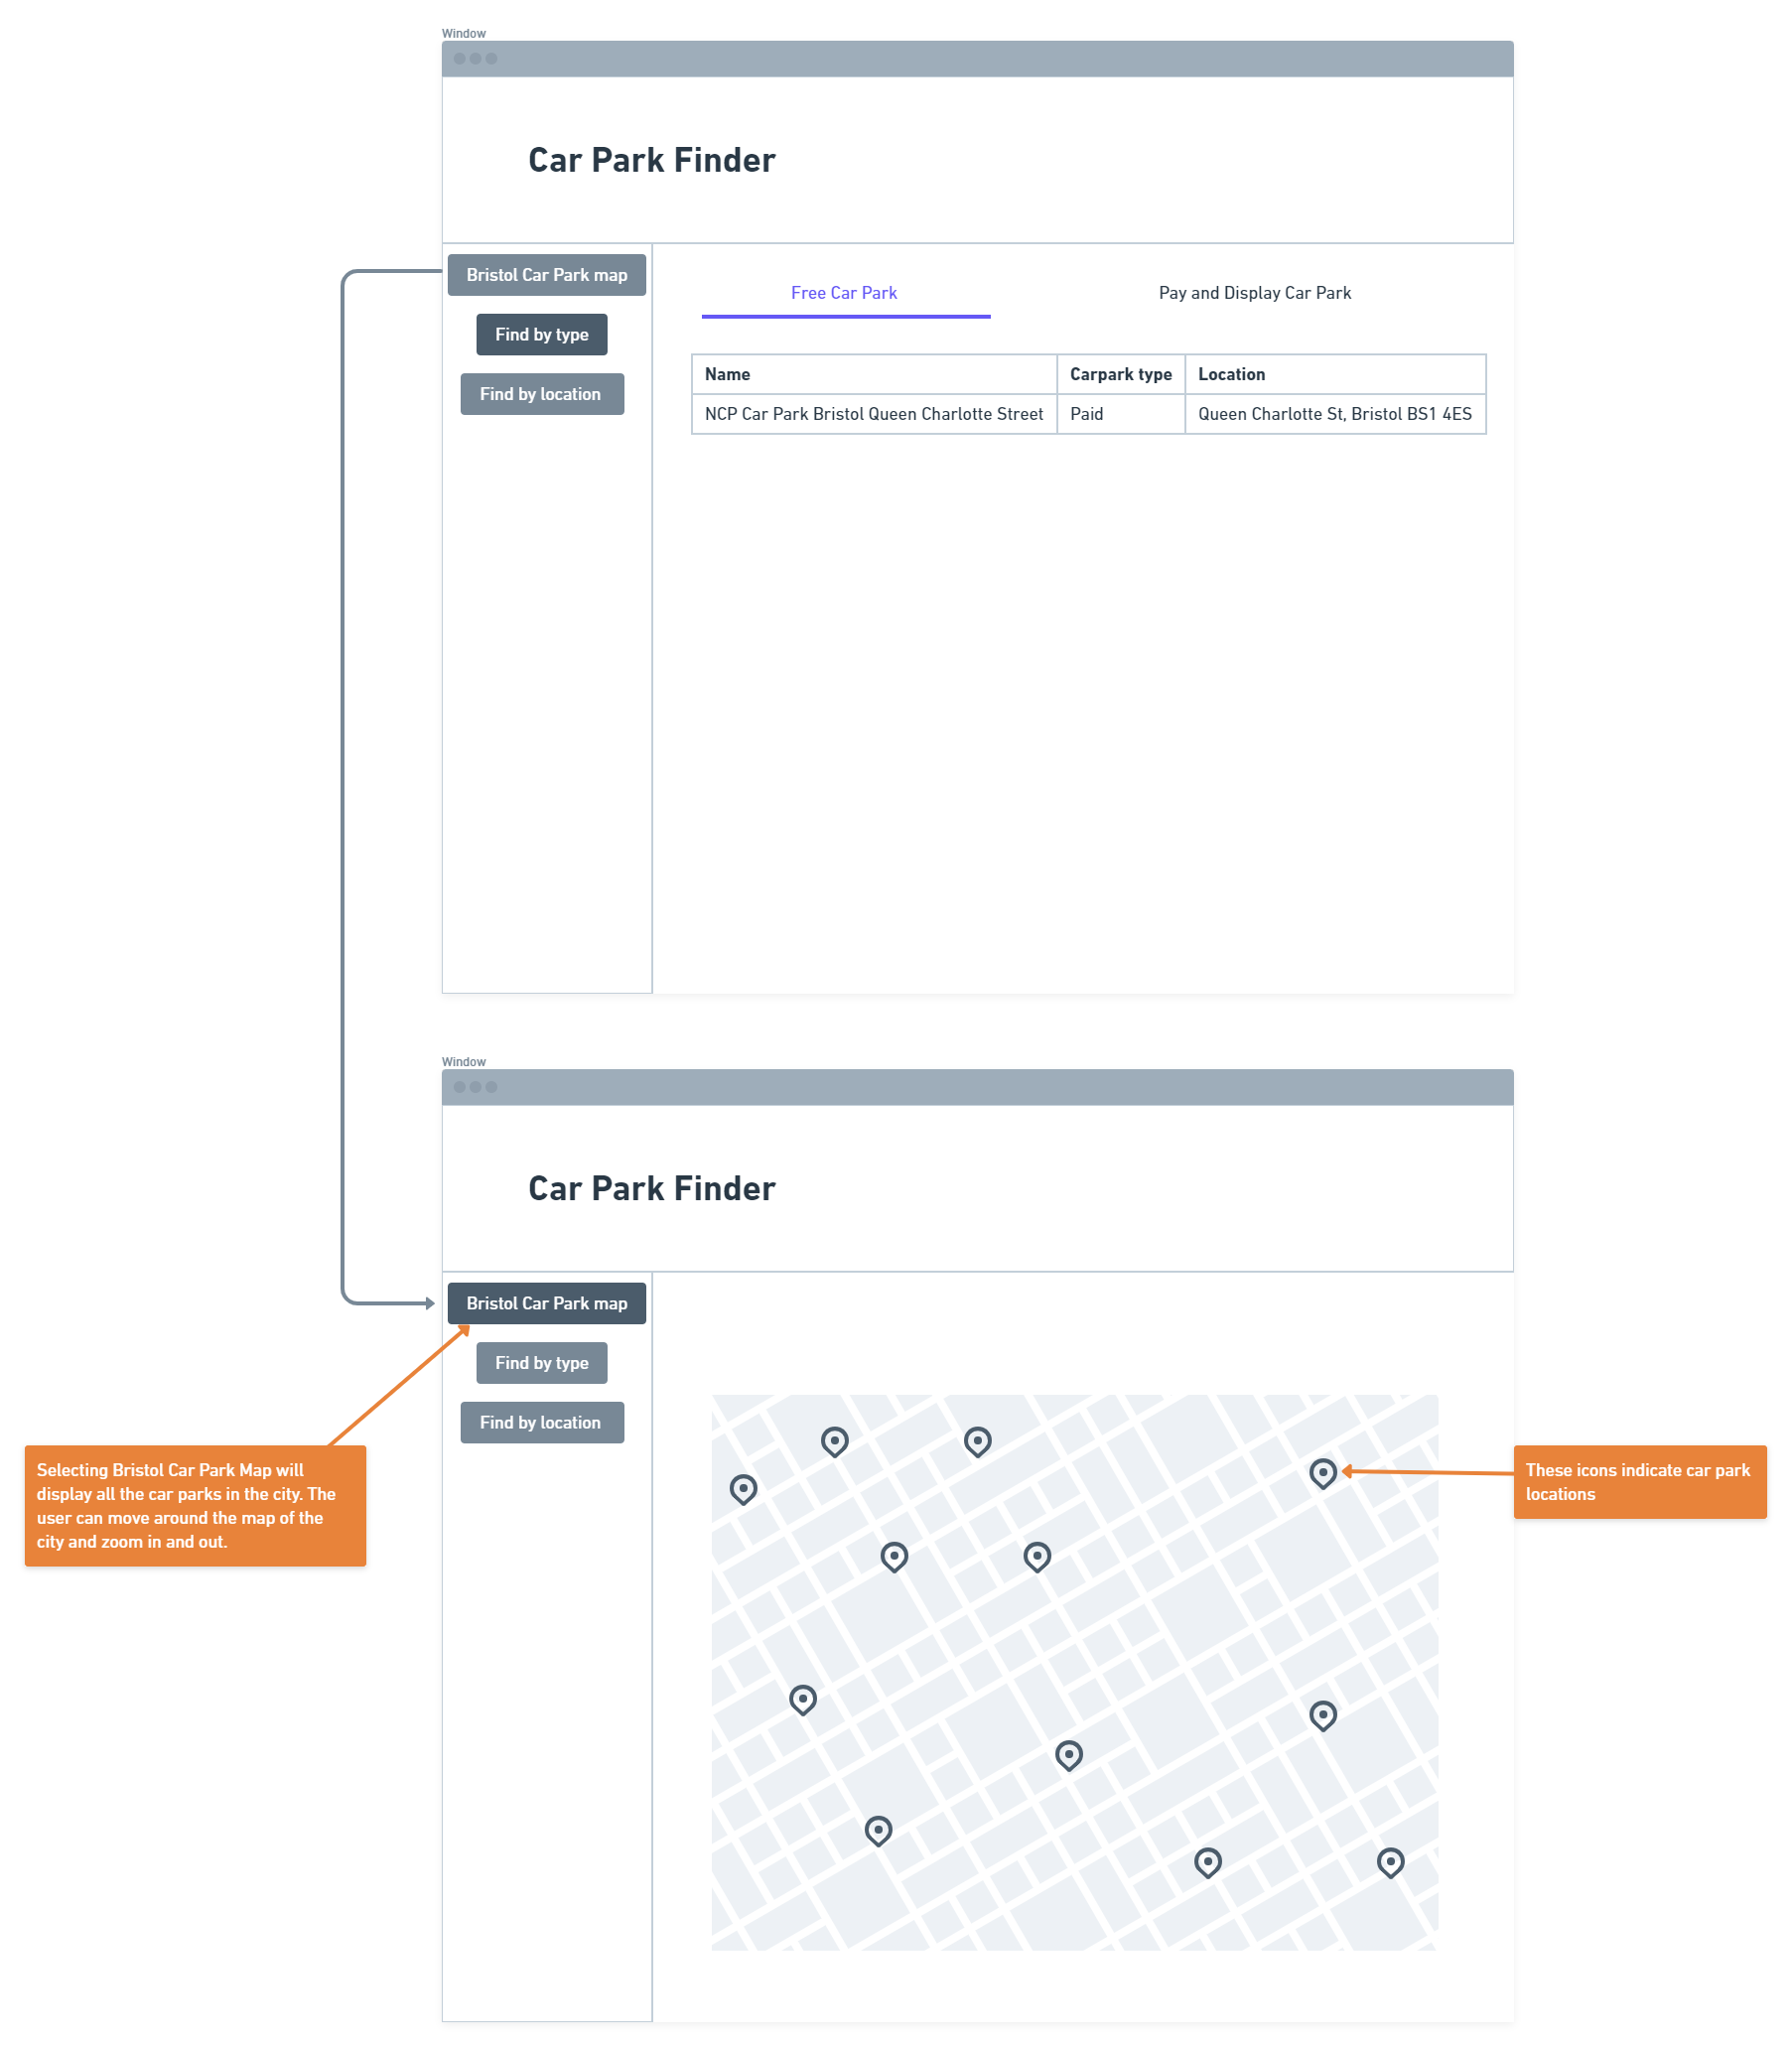 Window
Car Park Finder
Bristol Car Park map
Find by type
Find by location
Free Car Park
Pay and Display Car Park
Name
Carpark type
Location
NCP Car Park Bristol Queen Charlotte Street
Paid
Queen Charlotte St, Bristol BS1 4ES
Window
Car Park Finder
Bristol Car Park map
Find by type
Find by location
Selecting Bristol Car Park Map will
display all the car parks in the city. The
user can move around the map of the
city and zoom in and out.
These icons indicate car park
locations